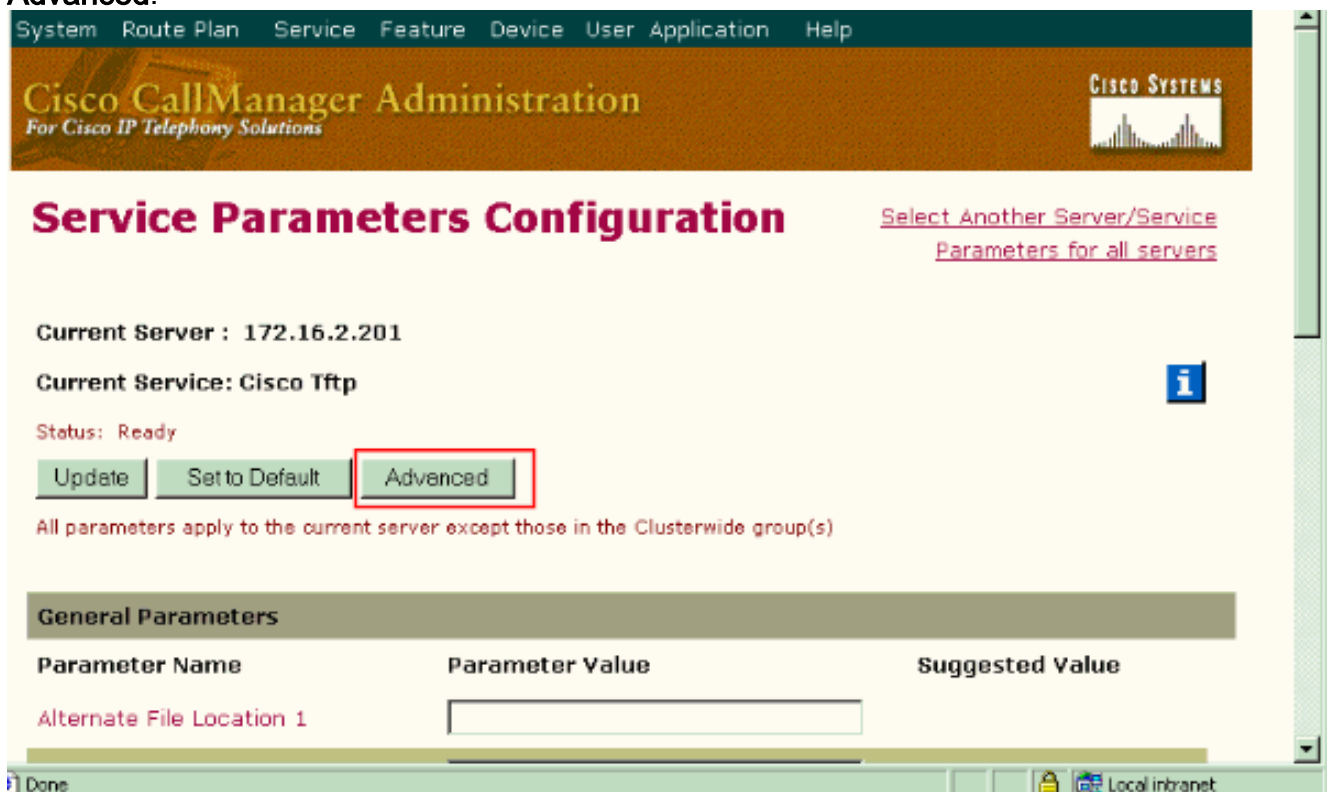 Advanced.
System Route Plan Service Feature Device User Application Help
Cisco CallManager Administration
For Cisco IP Telephony Solutions
CISCO SYSTEMS
Service Parameters Configuration
Select Another Server/Service
Parameters for all servers
Current Server : 172.16.2.201
Current Service: Cisco Tftp
i
Status: Ready
Update Set to Default Advanced
All parameters apply to the current server except those in the Clusterwide group(s)
General Parameters
Parameter Name Parameter Value Suggested Value
Alternate File Location 1
Done Local intranet